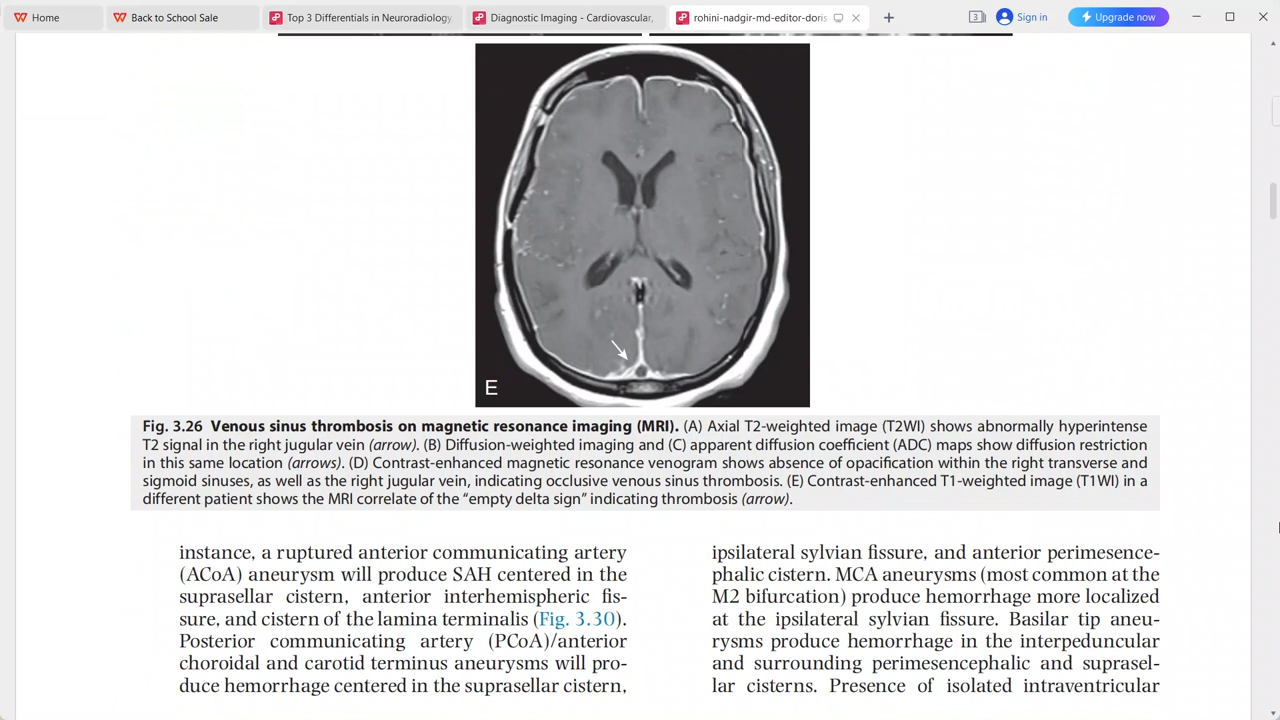 Home
Back to School Sale
Top 3 Differentials in Neuroradiology
Diagnostic Imaging - Cardiovascular,
rohini-nadgir-md-editor-doris
3
Sign in
Upgrade now
E
Fig. 3.26 Venous sinus thrombosis on magnetic resonance imaging (MRI). (A) Axial T2-weighted image (T2WI) shows abnormally hyperintense
T2 signal in the right jugular vein (arrow). (B) Diffusion-weighted imaging and (C) apparent diffusion coefficient (ADC) maps show diffusion restriction
in this same location (arrows). (D) Contrast-enhanced magnetic resonance venogram shows absence of opacification within the right transverse and
sigmoid sinuses, as well as the right jugular vein, indicating occlusive venous sinus thrombosis. (E) Contrast-enhanced T1-weighted image (T1WI) in a
different patient shows the MRI correlate of the “empty delta sign” indicating thrombosis (arrow).
instance, a ruptured anterior communicating artery
(ACoA) aneurysm will produce SAH centered in the
suprasellar cistern, anterior interhemispheric fis-
sure, and cistern of the lamina terminalis (Fig. 3.30).
Posterior communicating artery (PCoA)/anterior
choroidal and carotid terminus aneurysms will pro-
duce hemorrhage centered in the suprasellar cistern,
ipsilateral sylvian fissure, and anterior perimesence-
phalic cistern. MCA aneurysms (most common at the
M2 bifurcation) produce hemorrhage more localized
at the ipsilateral sylvian fissure. Basilar tip aneu-
rysms produce hemorrhage in the interpeduncular
and surrounding perimesencephalic and suprasel-
lar cisterns. Presence of isolated intraventricular